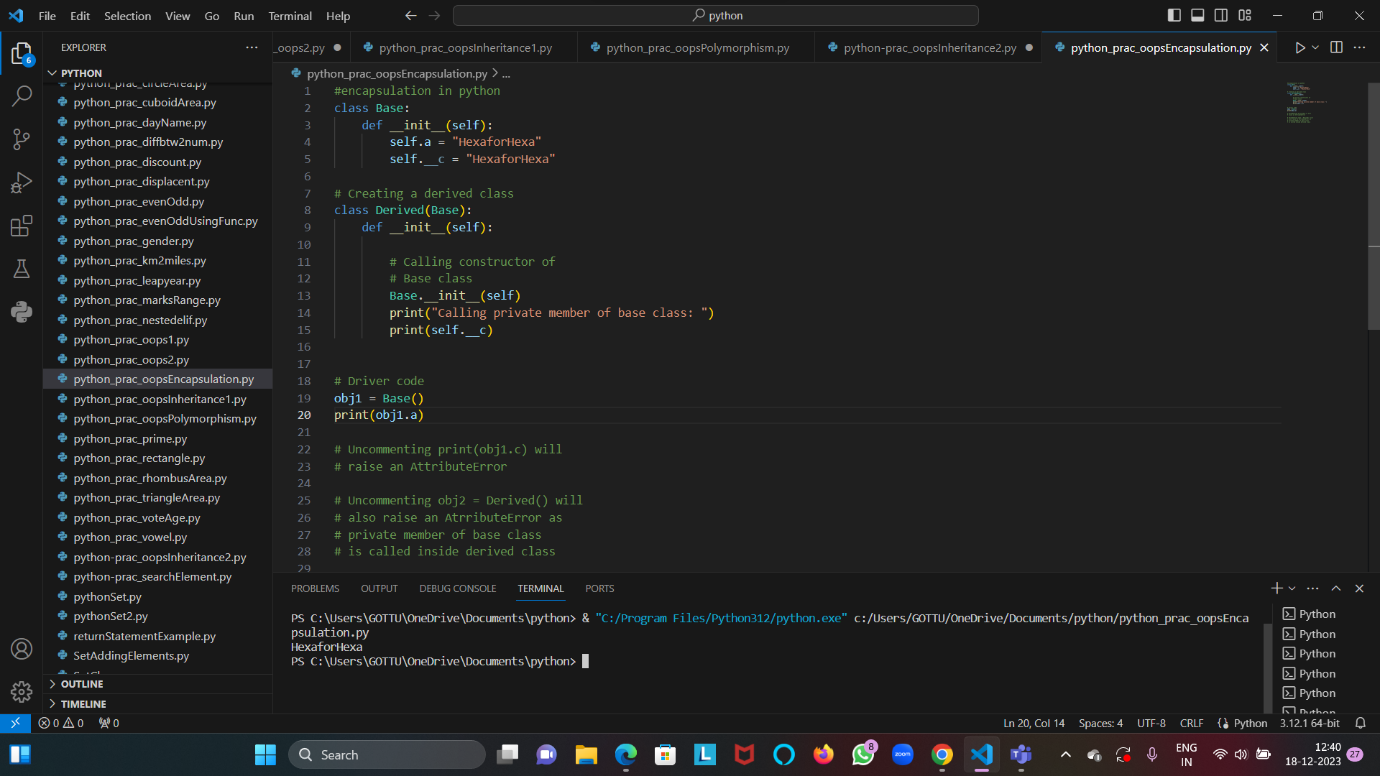 File Edit Selection View Go Run Terminal Help
python
EXPLORER
_oops2.py
python_prac_oopsInheritance1.py
python_prac_oopsPolymorphism.py
python-prac_oopsInheritance2.py
python_prac_oopsEncapsulation.py
6
PYTHON
python_prac_circleArea.py
python_prac_cuboidArea.py
python_prac_dayName.py
python_prac_diffbtw2num.py
python_prac_discount.py
python_prac_displacent.py
python_prac_evenOdd.py
python_prac_evenOddUsingFunc.py
python_prac_gender.py
python_prac_km2miles.py
python_prac_leapyear.py
python_prac_marksRange.py
python_prac_nestedelif.py
python_prac_oops1.py
python_prac_oops2.py
python_prac_oopsEncapsulation.py
python_prac_oopsInheritance1.py
python_prac_oopsPolymorphism.py
python_prac_prime.py
python_prac_rectangle.py
python_prac_rhombusArea.py
python_prac_triangleArea.py
python_prac_voteAge.py
python_prac_vowel.py
python-prac_oopsInheritance2.py
python-prac_searchElement.py
pythonSet.py
pythonSet2.py
returnStatementExample.py
SetAddingElements.py
OUTLINE
TIMELINE
python_prac_oopsEncapsulation.py > ...
1 #encapsulation in python
2 class Base:
3 def __init__(self):
4 self.a = "HexaforHexa"
5 self.__c = "HexaforHexa"
6
7 # Creating a derived class
8 class Derived(Base):
9 def __init__(self):
10
11 # Calling constructor of
12 # Base class
13 Base.__init__(self)
14 print("Calling private member of base class: ")
15 print(self.__c)
16
17
18 # Driver code
19 obj1 = Base()
20 print(obj1.a)
21
22 # Uncommenting print(obj1.c) will
23 # raise an AttributeError
24
25 # Uncommenting obj2 = Derived() will
26 # also raise an AtrributeError as
27 # private member of base class
28 # is called inside derived class
29
PROBLEMS OUTPUT DEBUG CONSOLE TERMINAL PORTS
PS C:\Users\GOTTU\OneDrive\Documents\python> & "C:/Program Files/Python312/python.exe" c:/Users/GOTTU/OneDrive/Documents/python/python_prac_oopsEnca
psulation.py
HexaforHexa
PS C:\Users\GOTTU\OneDrive\Documents\python>
Python
Python
Python
Python
Python
Python
0 0 0
Ln 20, Col 14 Spaces: 4 UTF-8 CRLF Python 3.12.1 64-bit
Search
L
8
zoom
ENG
IN
12:40
18-12-2023
27